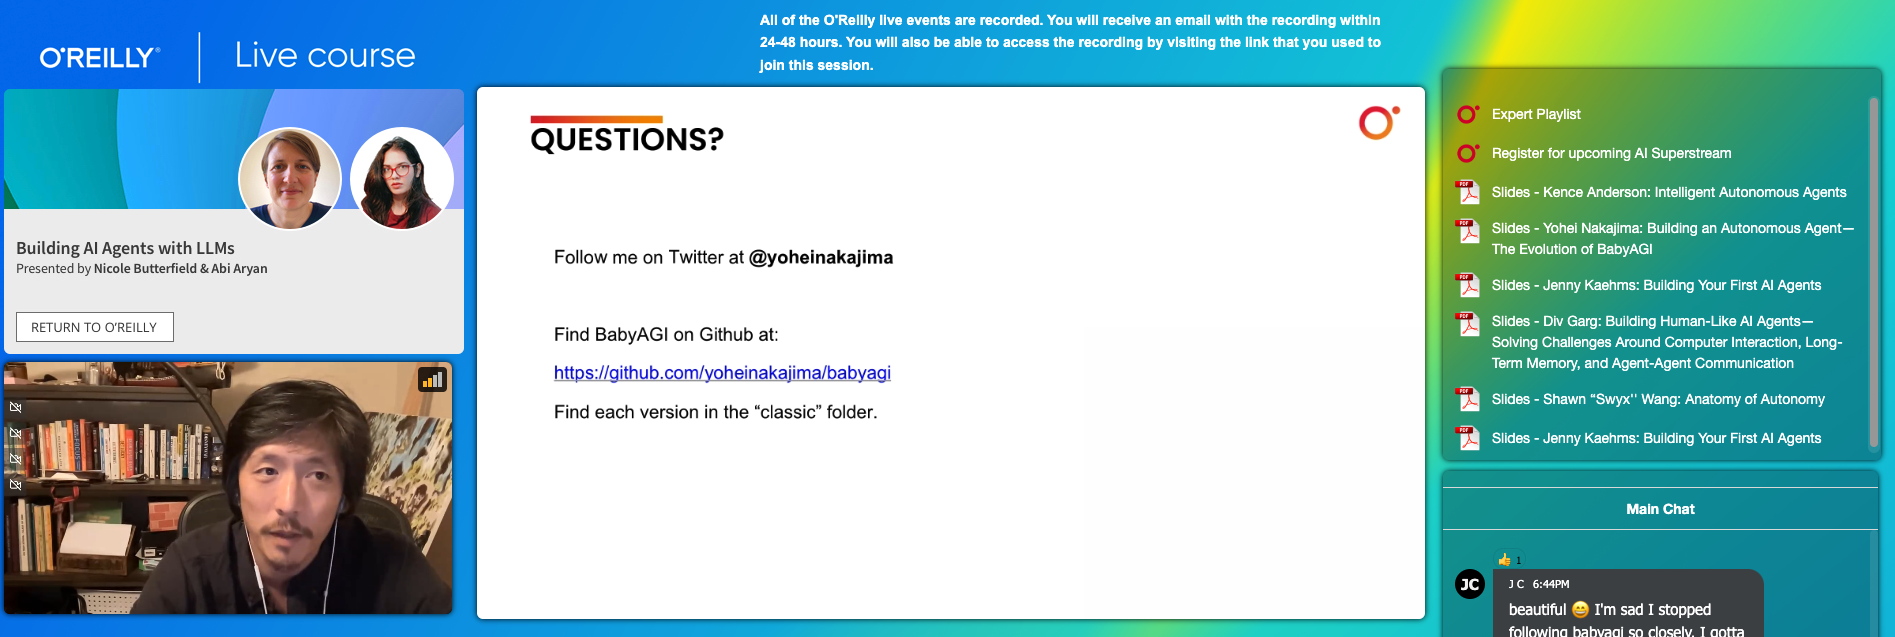 O'REILLY® | Live course
All of the O'Reilly live events are recorded. You will receive an email with the recording within
24-48 hours. You will also be able to access the recording by visiting the link that you used to
join this session.
Building AI Agents with LLMs
Presented by Nicole Butterfield & Abi Aryan
RETURN TO O'REILLY
QUESTIONS?
Follow me on Twitter at @yoheinakajima
Find BabyAGI on Github at:
https://github.com/yoheinakajima/babyagi
Find each version in the “classic” folder.
Expert Playlist
Register for upcoming AI Superstream
PDF
Slides - Kence Anderson: Intelligent Autonomous Agents
PDF
Slides - Yohei Nakajima: Building an Autonomous Agent—
The Evolution of BabyAGI
PDF
Slides - Jenny Kaehms: Building Your First AI Agents
PDF
Slides - Div Garg: Building Human-Like AI Agents—
Solving Challenges Around Computer Interaction, Long-
Term Memory, and Agent-Agent Communication
PDF
Slides - Shawn “Swyx'' Wang: Anatomy of Autonomy
PDF
Slides - Jenny Kaehms: Building Your First AI Agents
Main Chat
👍 1
JC
J C 6:44PM
beautiful 😄 I'm sad I stopped
following babyagi so closely. I gotta